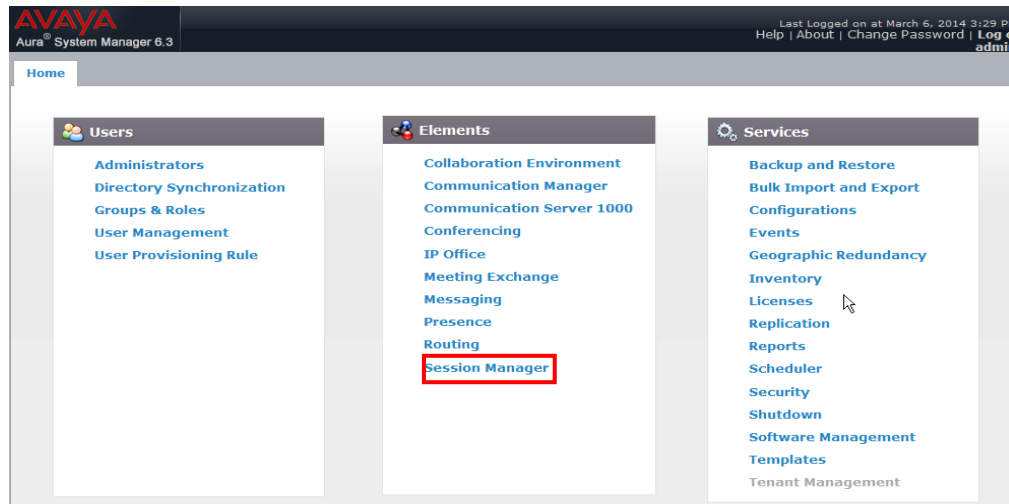 AVAYA
Aura® System Manager 6.3
Last Logged on at March 6, 2014 3:29 P
Help | About | Change Password | Log
admi
Home
Users
Administrators
Directory Synchronization
Groups & Roles
User Management
User Provisioning Rule
Elements
Collaboration Environment
Communication Manager
Communication Server 1000
Conferencing
IP Office
Meeting Exchange
Messaging
Presence
Routing
Session Manager
Services
Backup and Restore
Bulk Import and Export
Configurations
Events
Geographic Redundancy
Inventory
Licenses
Replication
Reports
Scheduler
Security
Shutdown
Software Management
Templates
Tenant Management